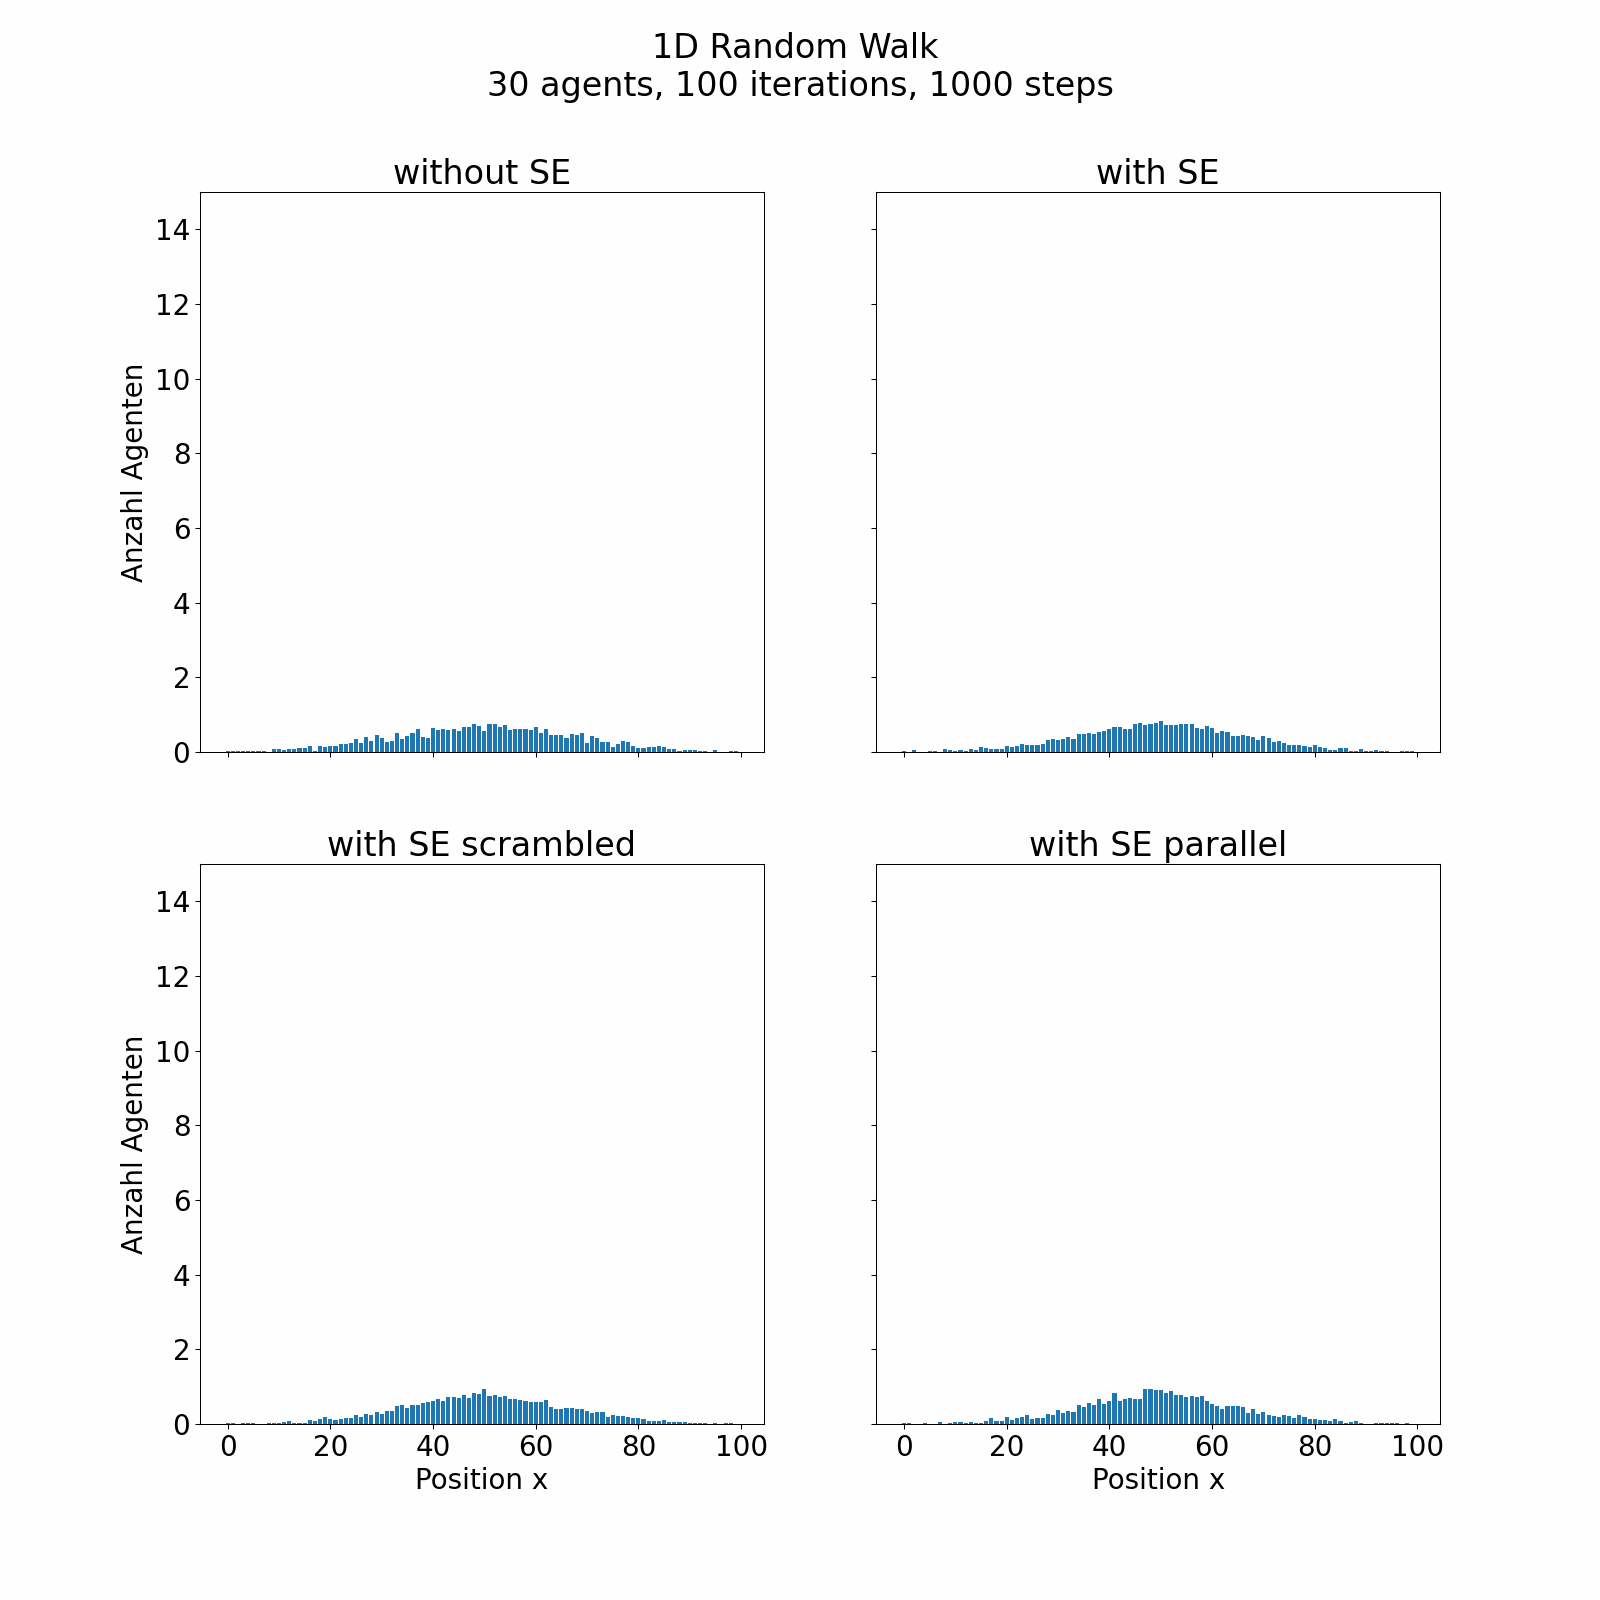 1D Random Walk
30 agents, 100 iterations, 1000 steps
without SE
with SE
14
12
10
8
6
4
2
0
Anzahl Agenten
with SE scrambled
with SE parallel
14
12
10
8
6
4
2
0
Anzahl Agenten
0 20 40 60 80 100
0 20 40 60 80 100
Position x
Position x